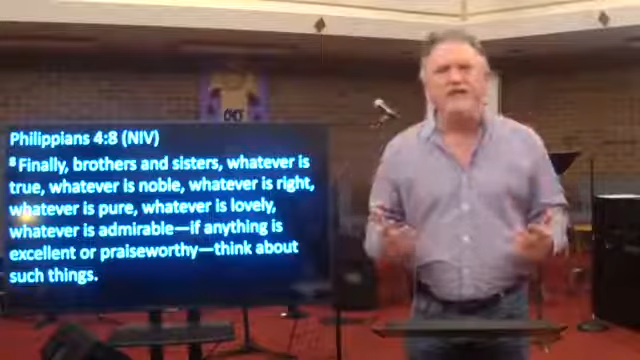 Philippians 4:8 (NIV)
8 Finally, brothers and sisters, whatever is
true, whatever is noble, whatever is right,
whatever is pure, whatever is lovely,
whatever is admirable—if anything is
excellent or praiseworthy—think about
such things.